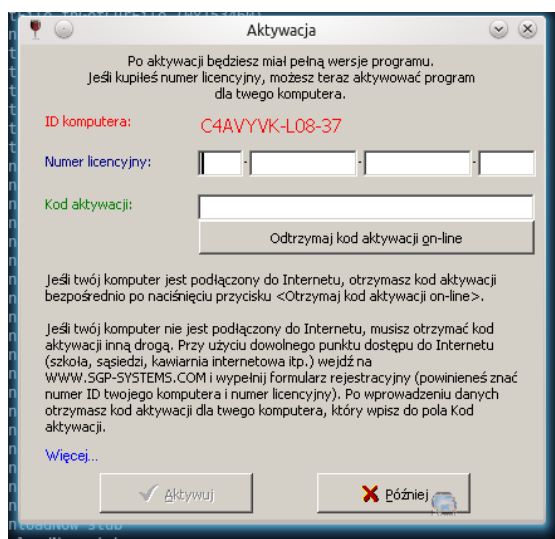 Aktywacja
Po aktywacji będziesz miał pełną wersje programu.
Jeśli kupiłeś numer licencyjny, możesz teraz aktywować program
dla twego komputera.
ID komputera: C4AVYVK-L08-37
Numer licencyjny: - - -
Kod aktywacji:
Odtrzymaj kod aktywacji on-line
Jeśli twój komputer jest podłączony do Internetu, otrzymasz kod aktywacji
bezpośrednio po naciśnięciu przycisku <Otrzymaj kod aktywacji on-line>.
Jeśli twój komputer nie jest podłączony do Internetu, musisz otrzymać kod
aktywacji inną drogą. Przy użyciu dowolnego punktu dostępu do Internetu
(szkoła, sąsiedzi, kawiarnia internetowa itp.) wejdź na
WWW.SGP-SYSTEMS.COM i wypełnij formularz rejestracyjny (powinieneś znać
numer ID twojego komputera i numer licencyjny). Po wprowadzeniu danych
otrzymasz kod aktywacji dla twego komputera, który wpisz do pola Kod
aktywacji.
Więcej...
Aktywuj Później